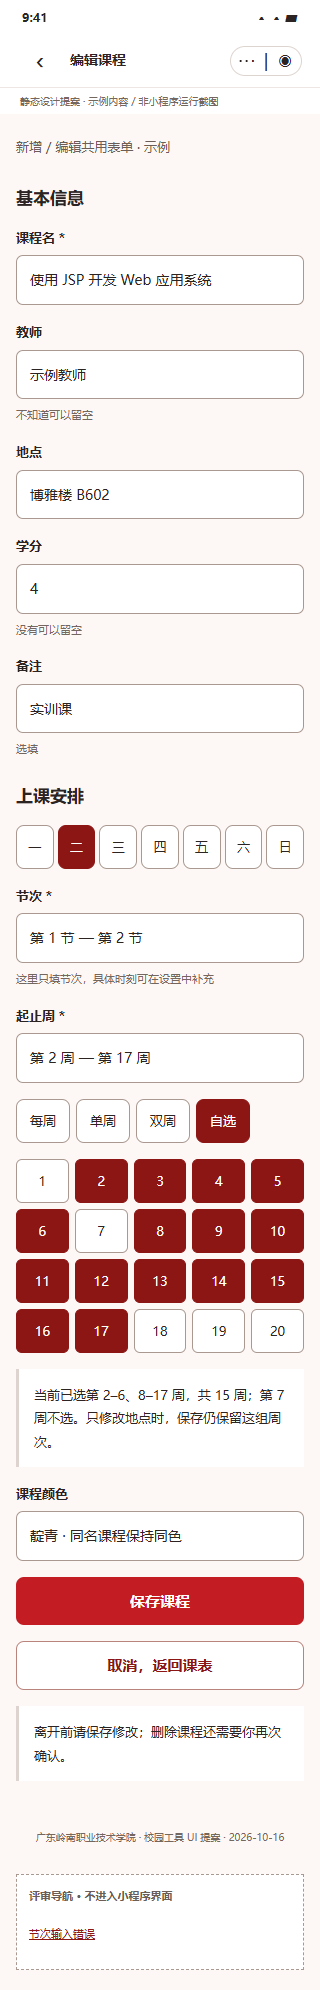 9:41
编辑课程
静态设计提案 · 示例内容 / 非小程序运行截图
新增 / 编辑共用表单 · 示例
基本信息
课程名 *
使用 JSP 开发 Web 应用系统
教师
示例教师
不知道可以留空
地点
博雅楼 B602
学分
4
没有可以留空
备注
实训课
选填
上课安排
一 二 三 四 五 六 日
节次 *
第 1 节 — 第 2 节
这里只填节次，具体时刻可在设置中补充
起止周 *
第 2 周 — 第 17 周
每周 单周 双周 自选
1 2 3 4 5
6 7 8 9 10
11 12 13 14 15
16 17 18 19 20
当前已选第 2–6、8–17 周，共 15 周；第 7
周不选。只修改地点时，保存仍保留这组周
次。
课程颜色
靛青 · 同名课程保持同色
保存课程
取消，返回课表
离开前请保存修改；删除课程还需要你再次
确认。
广东岭南职业技术学院 · 校园工具 UI 提案 · 2026-10-16
评审导航 · 不进入小程序界面
节次输入错误